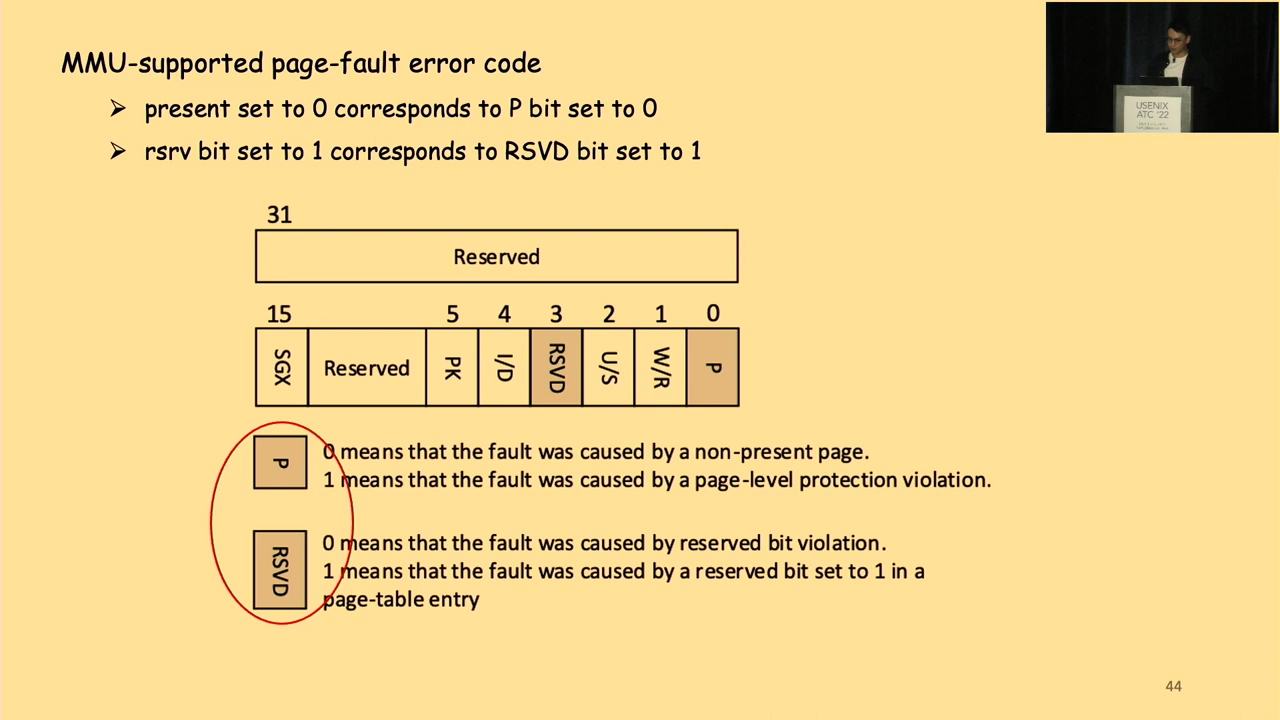 MMU-supported page-fault error code
➢ present set to 0 corresponds to P bit set to 0
➢ rsrv bit set to 1 corresponds to RSVD bit set to 1
USENIX
ATC '22
31
Reserved
15 5 4 3 2 1 0
SGX Reserved PK I/D RSVD U/S W/R P
P 0 means that the fault was caused by a non-present page.
1 means that the fault was caused by a page-level protection violation.
RSVD 0 means that the fault was caused by reserved bit violation.
1 means that the fault was caused by a reserved bit set to 1 in a
page-table entry
44